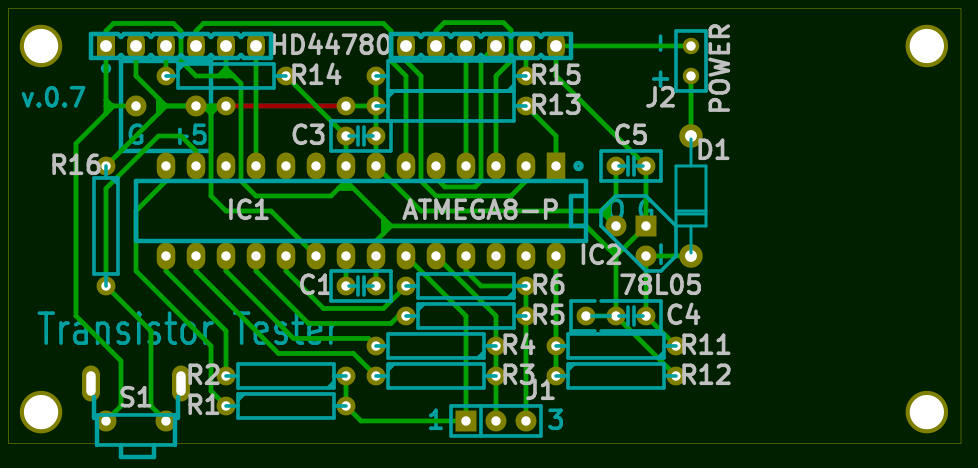 HD44780
POWER
R14
R15
+
J2
v.0.7
R13
G +5
C3
C5
D1
R16
IC1
ATMEGA8-P
O G
IC2
I
78L05
C1
R6
R5
C4
Transistor Tester
R4
R11
R2
R3
R12
S1
J1
R1
1
3